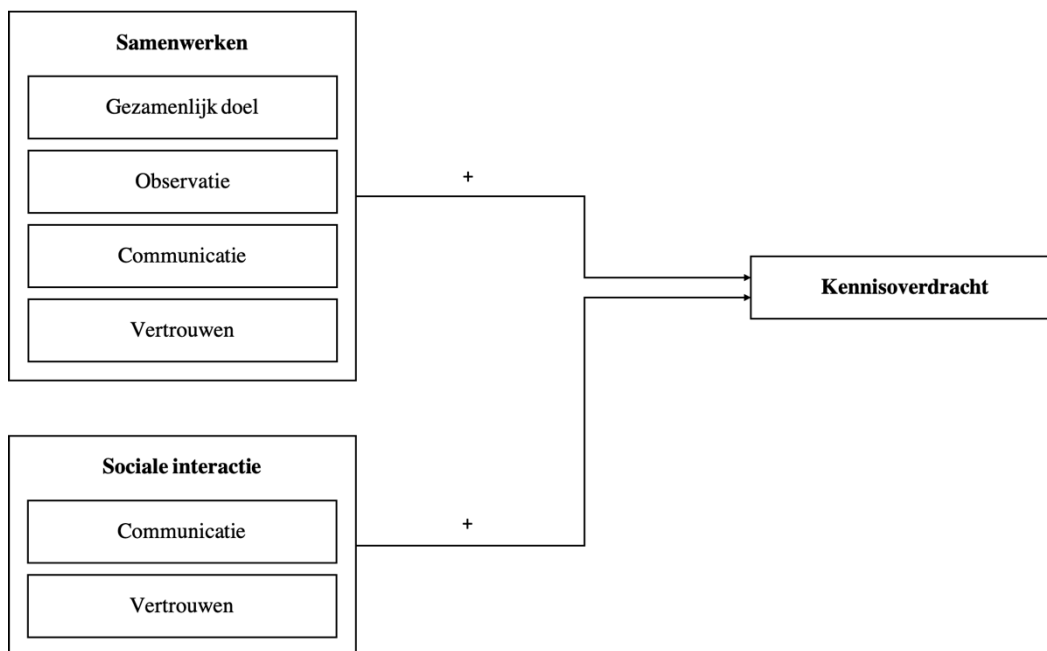 Samenwerken
Gezamenlijk doel
Observatie
Communicatie
Vertrouwen
+
Kennisoverdracht
Sociale interactie
Communicatie
Vertrouwen
+